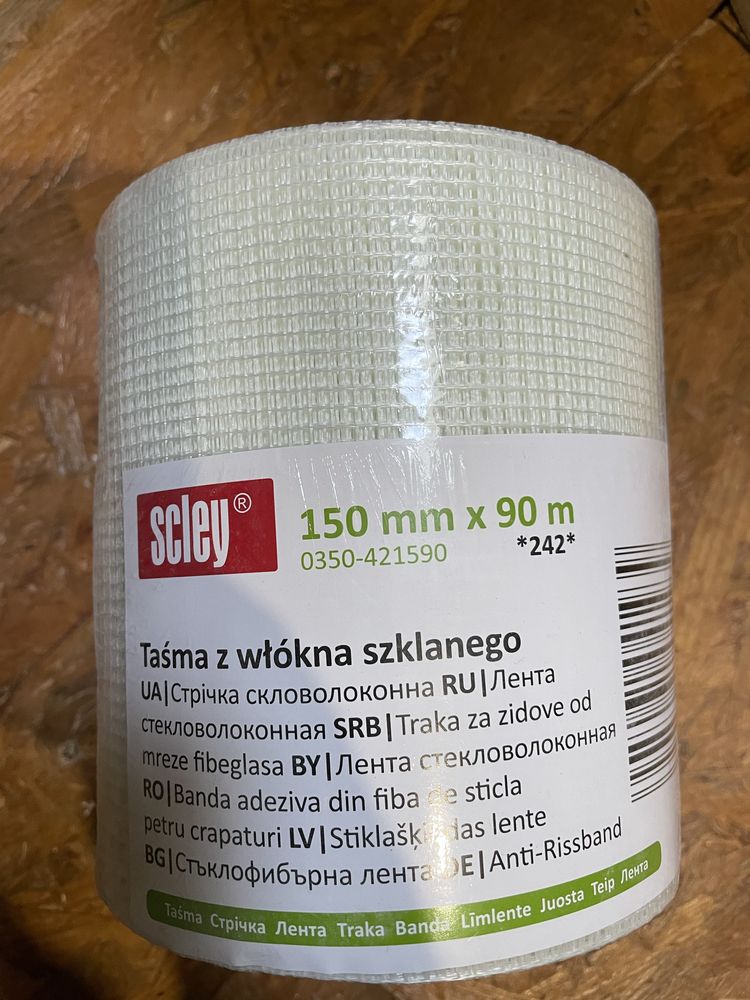 scley®
150 mm x 90 m
0350-421590 *242*
Taśma z włókna szklanego
UA|Стрічка скловолоконна RU|Лента
стекловолоконная SRB|Traka za zidove od
mreze fibeglasa BY|Лента стекловолоконная
RO|Banda adeziva din fiba de sticla
petru crapaturi LV| lente
BG|Стъклофибърна лента DE|Anti-Rissband
Taśma Стрічка Лента Traka Banda Līmlente Juosta Teip Лента